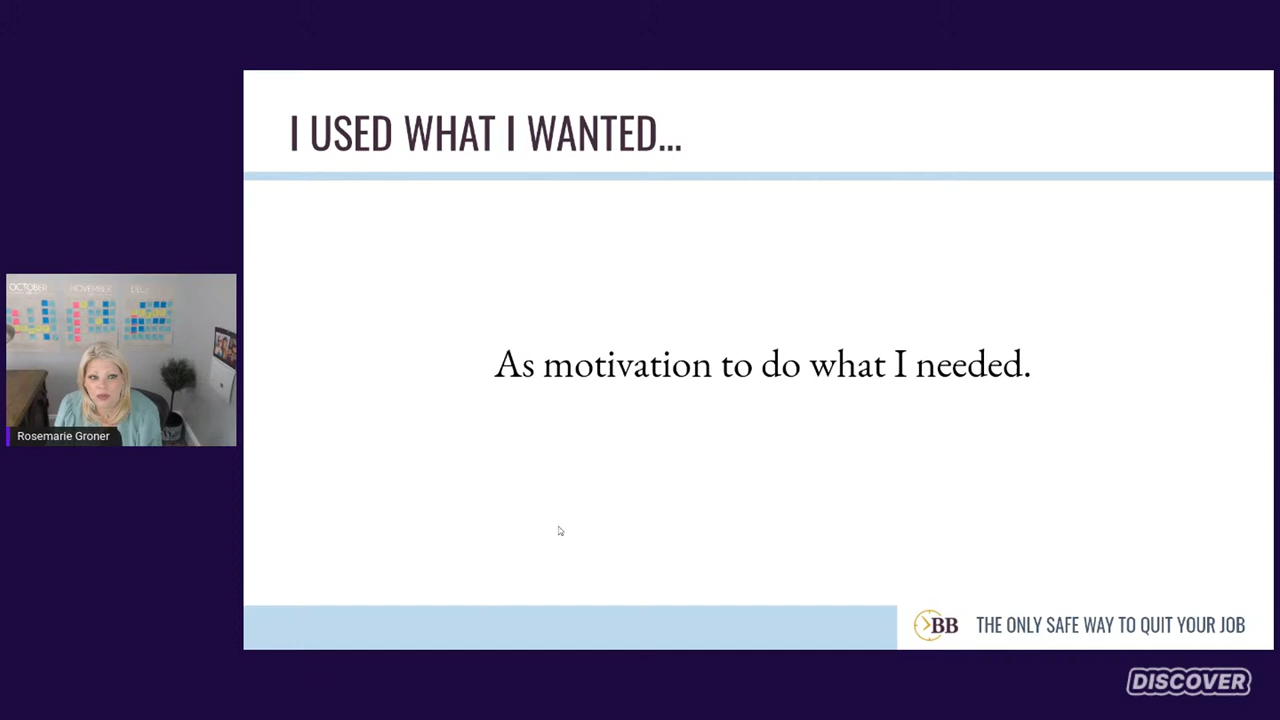 I USED WHAT I WANTED...
OCTOBER
NOVEMBER
As motivation to do what I needed.
Rosemarie Groner
BB
THE ONLY SAFE WAY TO QUIT YOUR JOB
DISCOVER